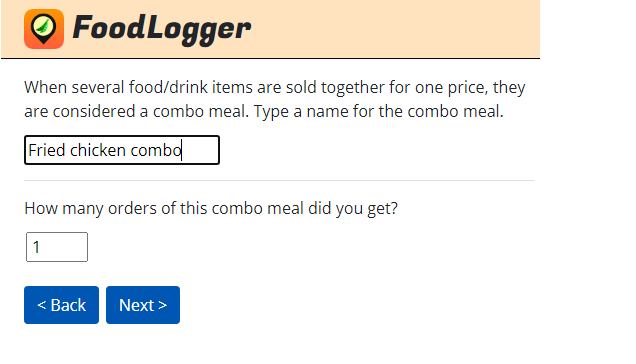 FoodLogger
When several food/drink items are sold together for one price, they
are considered a combo meal. Type a name for the combo meal.
Fried chicken combo
How many orders of this combo meal did you get?
1
< Back Next >